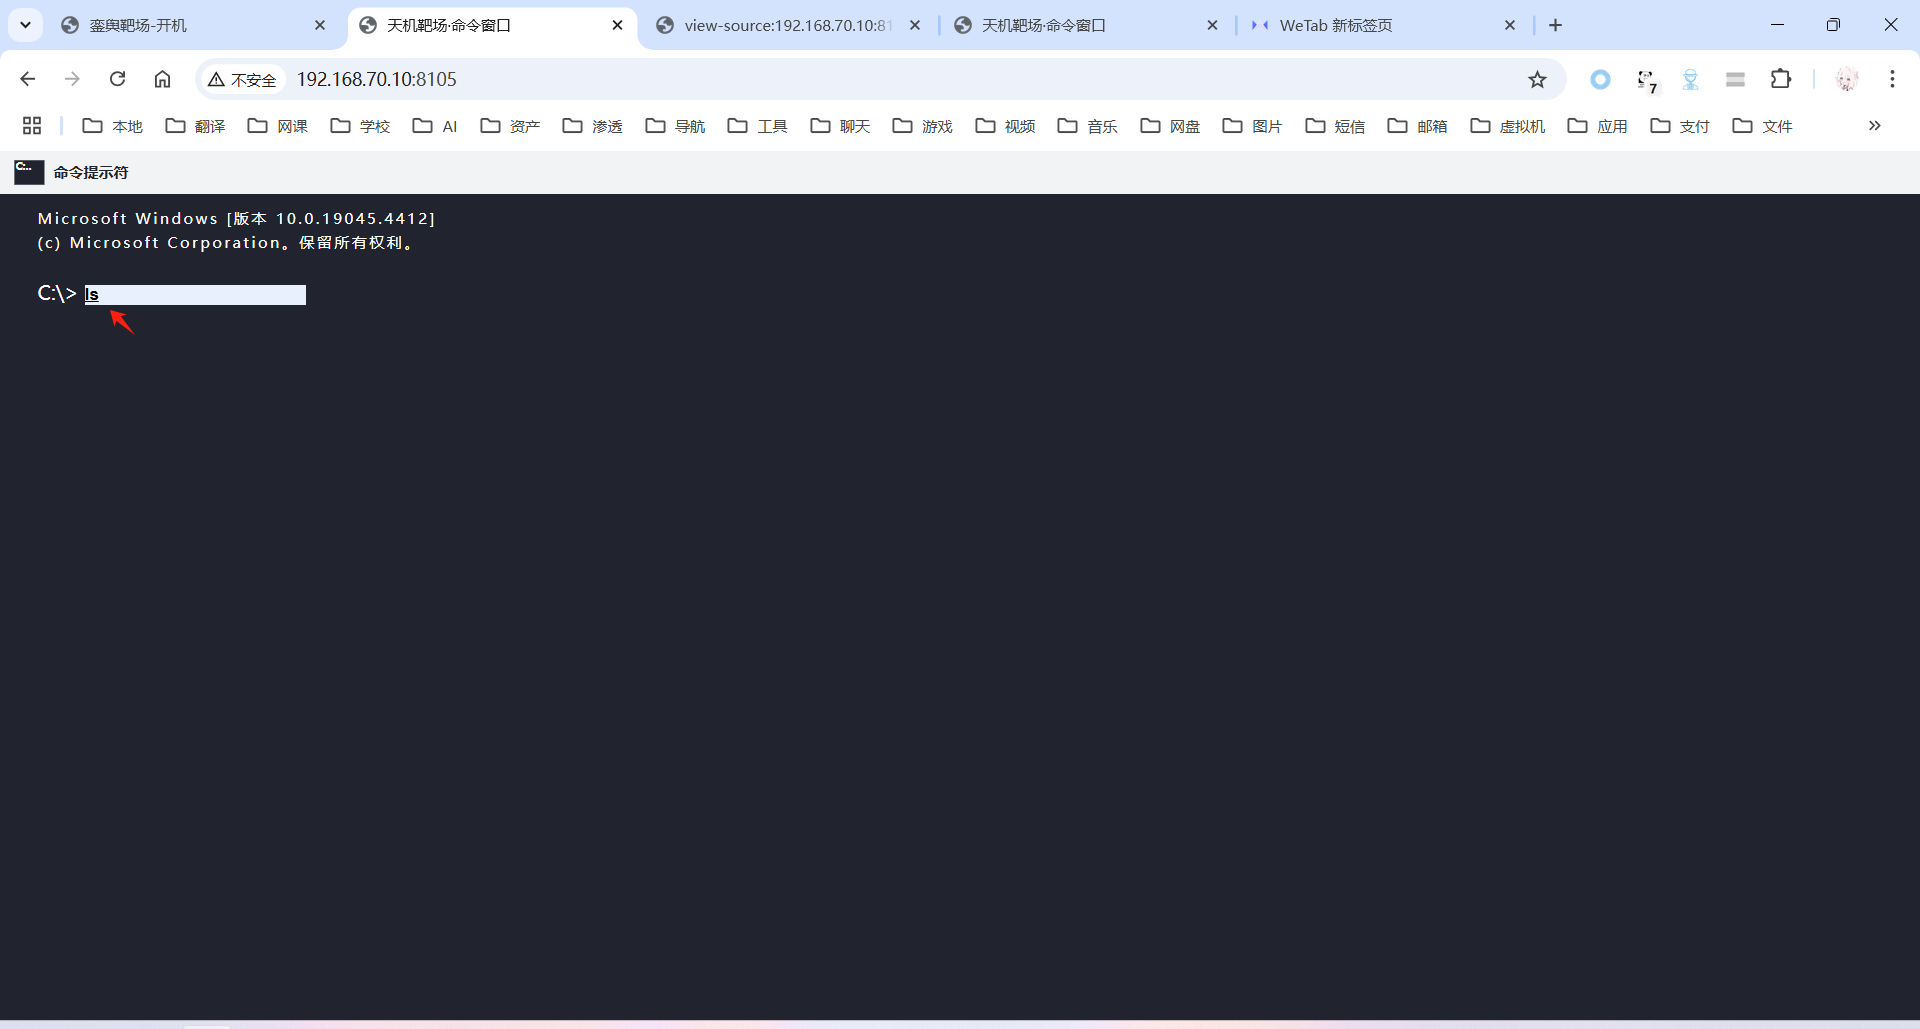 銮舆靶场-开机
天机靶场·命令窗口
view-source:192.168.70.10:81
天机靶场·命令窗口
WeTab 新标签页
不安全
192.168.70.10:8105
7
本地 翻译 网课 学校 AI 资产 渗透 导航 工具 聊天 游戏 视频 音乐 网盘 图片 短信 邮箱 虚拟机 应用 支付 文件
C:\...
命令提示符
Microsoft Windows [版本 10.0.19045.4412]
(c) Microsoft Corporation。保留所有权利。
C:\> ls